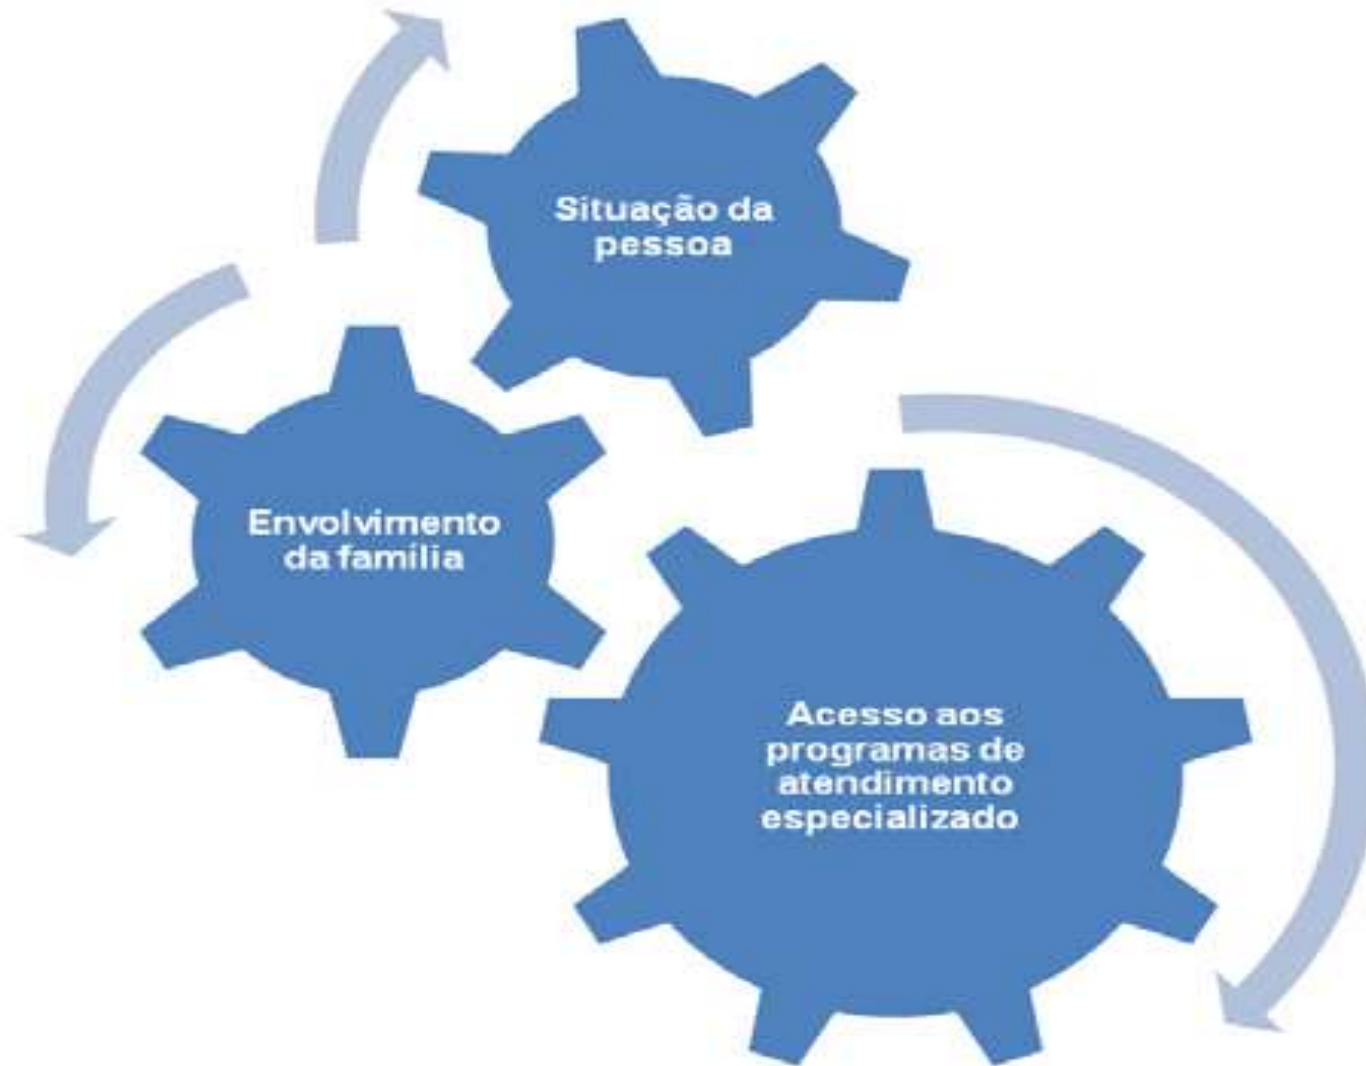 Situação da
pessoa
Envolvimento
da família
Acesso aos
programas de
atendimento
especializado